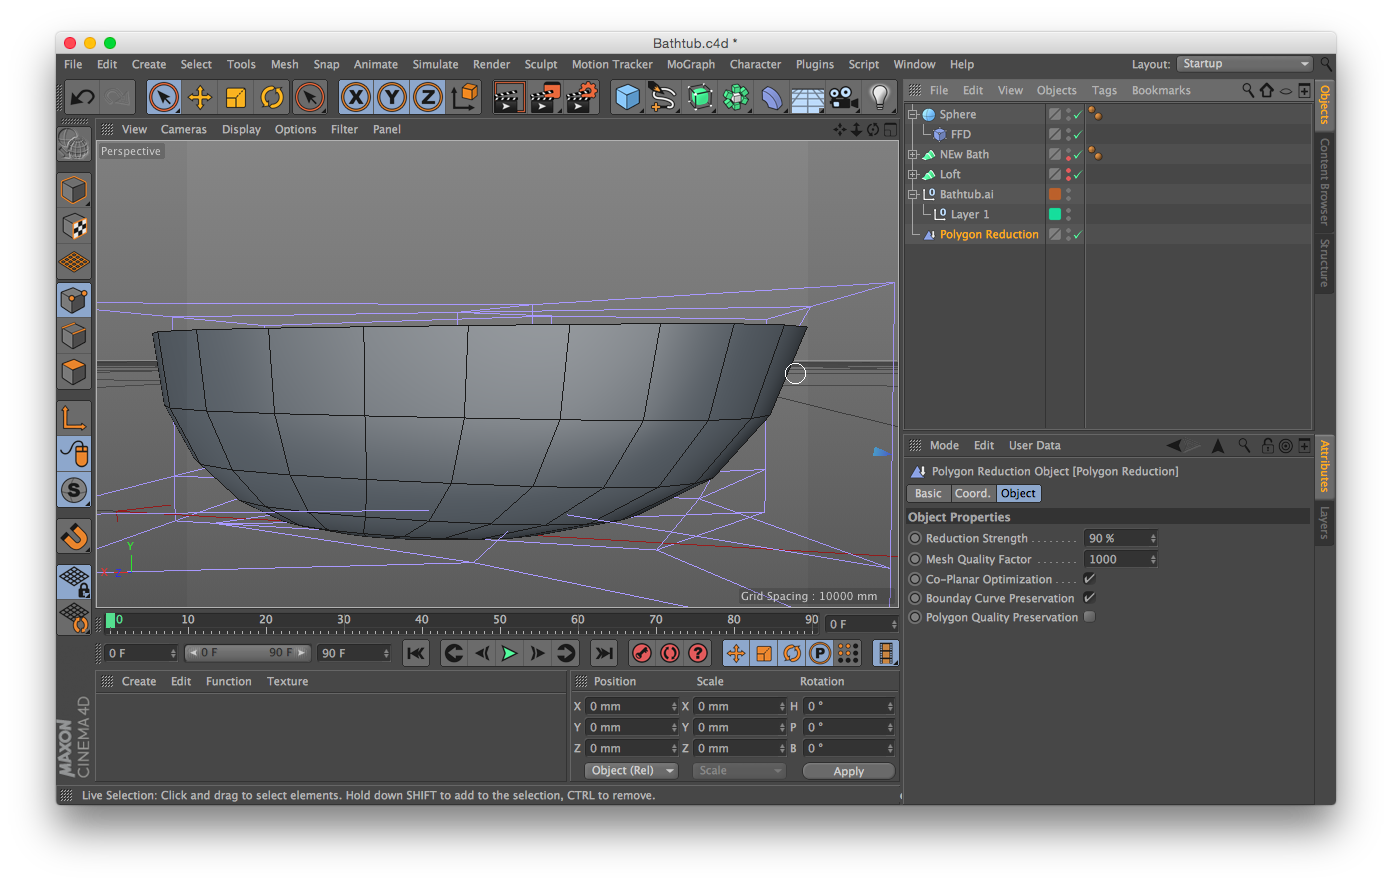 Bathtub.c4d *
File Edit Create Select Tools Mesh Snap Animate Simulate Render Sculpt Motion Tracker MoGraph Character Plugins Script Window Help Layout: Startup
X Y Z
File Edit View Objects Tags Bookmarks
View Cameras Display Options Filter Panel
Perspective
Sphere
FFD
NEw Bath
Loft
Bathtub.ai
Layer 1
Polygon Reduction
Objects
Content Browser
Structure
Mode Edit User Data
Polygon Reduction Object [Polygon Reduction]
Basic Coord. Object
Object Properties
Reduction Strength . . . . . . . . 90 %
Mesh Quality Factor . . . . . . . 1000
Co-Planar Optimization . . . .
Bounday Curve Preservation
Polygon Quality Preservation
Attributes
Layers
S
Y
X Z
Grid Spacing : 10000 mm
0 10 20 30 40 50 60 70 80 90 0 F
0 F 0 F 90 F 90 F
? P
Create Edit Function Texture
Position Scale Rotation
X 0 mm X 0 mm H 0 °
Y 0 mm Y 0 mm P 0 °
Z 0 mm Z 0 mm B 0 °
Object (Rel) Scale Apply
MAXON
CINEMA 4D
Live Selection: Click and drag to select elements. Hold down SHIFT to add to the selection, CTRL to remove.